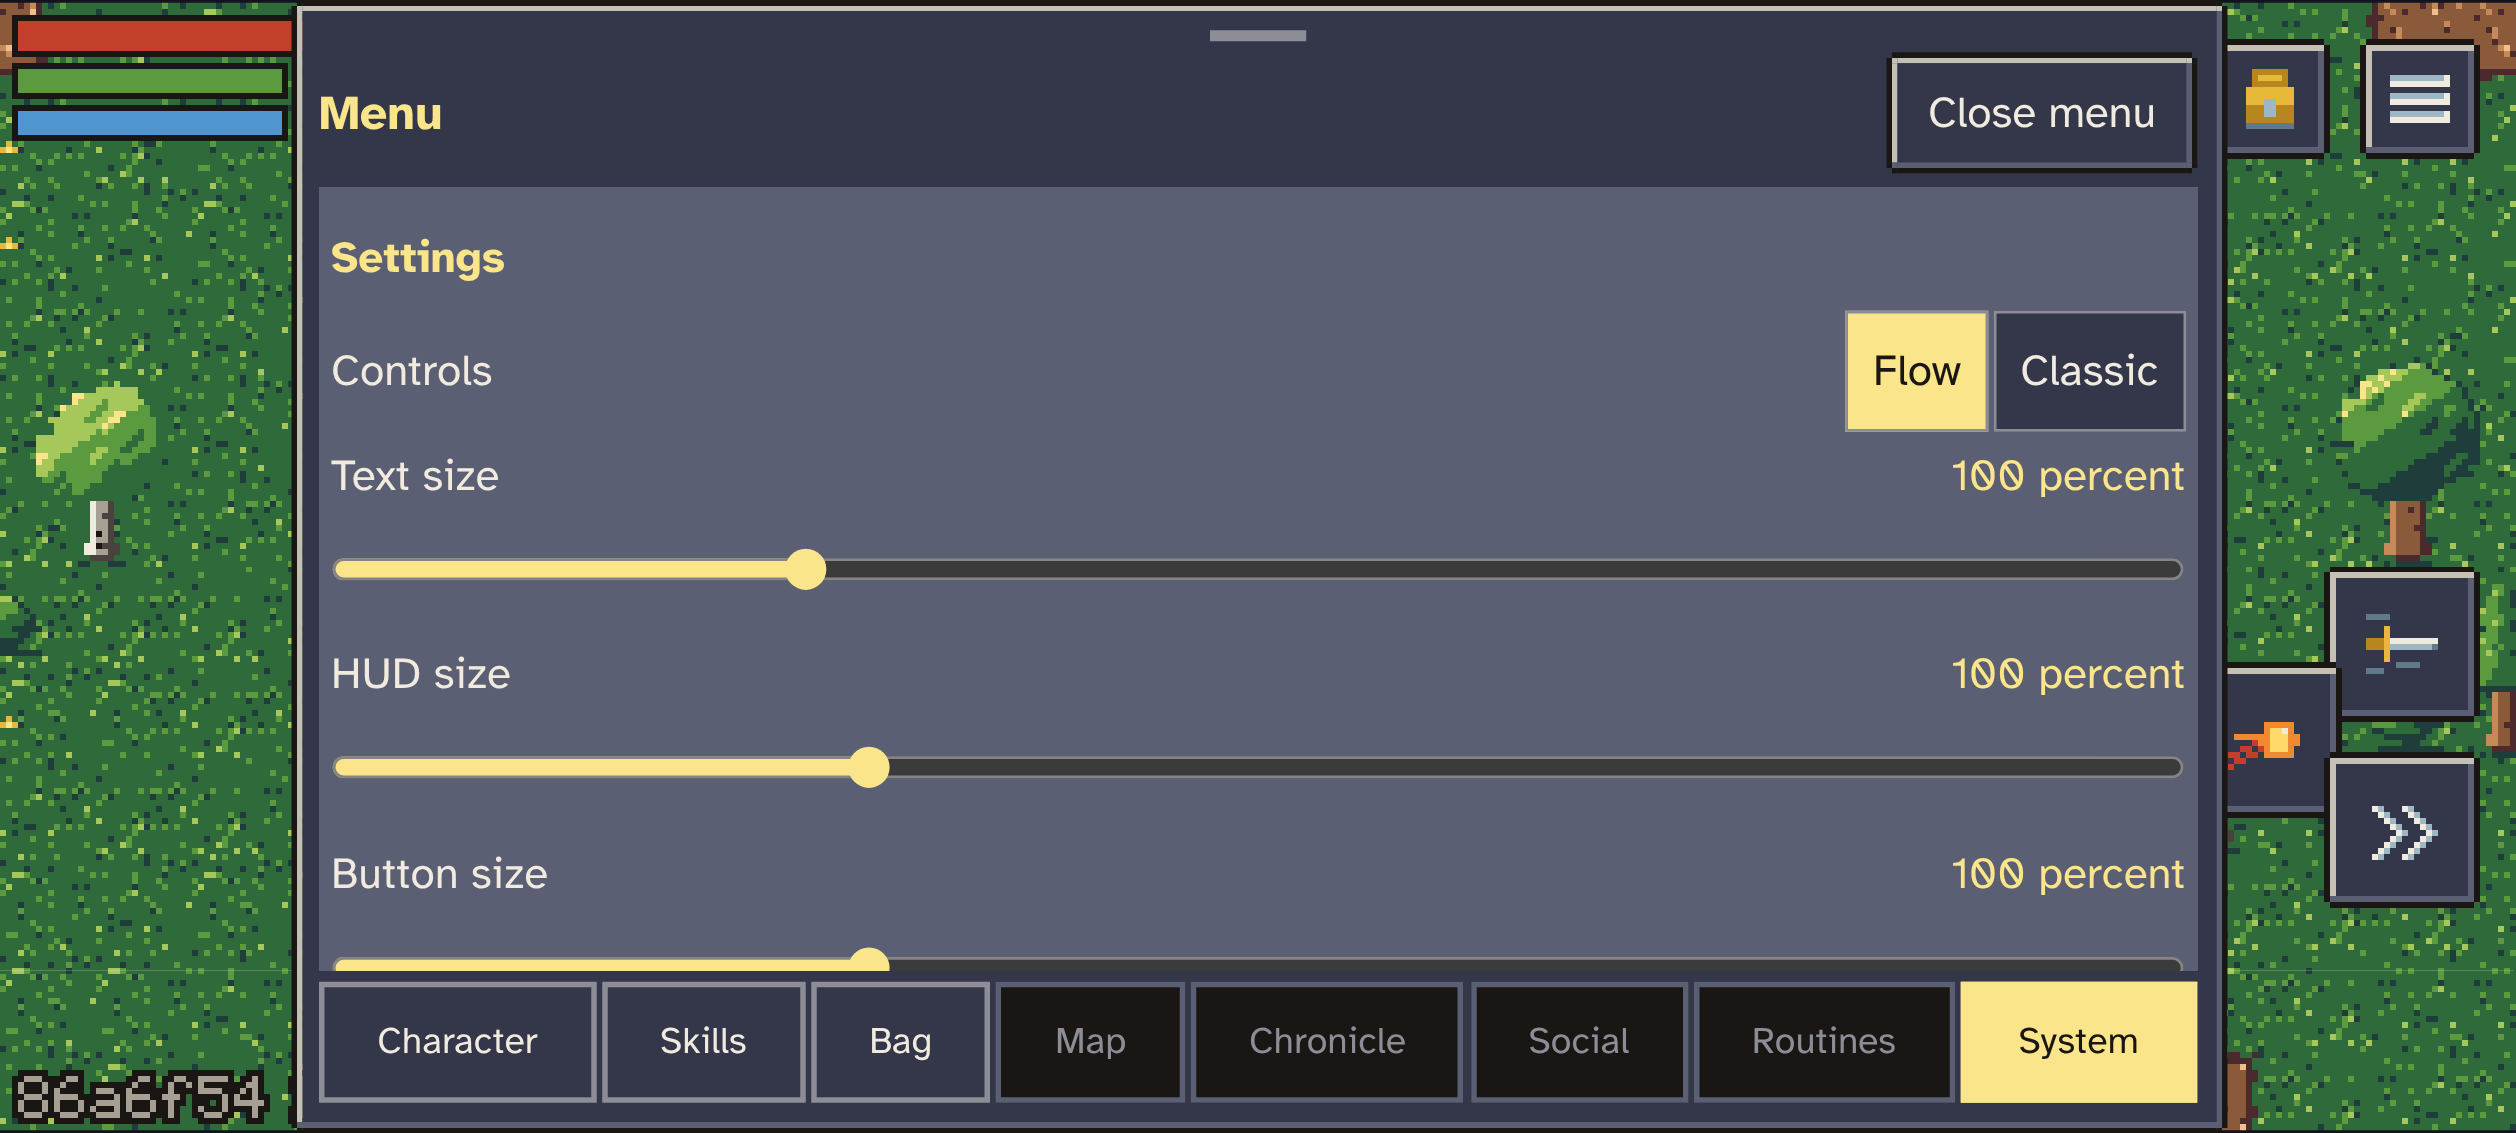 Menu
Close menu
Settings
Controls
Flow
Classic
Text size
100 percent
HUD size
100 percent
Button size
100 percent
Character
Skills
Bag
Map
Chronicle
Social
Routines
System
86a6f54